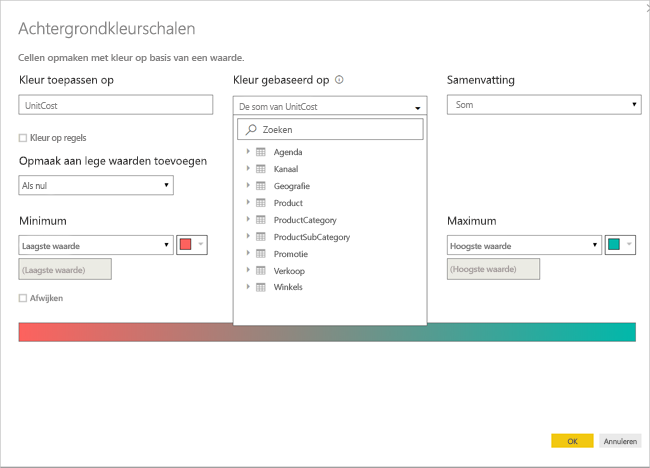 Achtergrondkleurschalen
Cellen opmaken met kleur op basis van een waarde.
Kleur toepassen op
Kleur gebaseerd op
Samenvatting
UnitCost
De som van UnitCost
Som
Kleur op regels
Zoeken
Agenda
Kanaal
Geografie
Product
ProductCategory
ProductSubCategory
Promotie
Verkoop
Winkels
Opmaak aan lege waarden toevoegen
Als nul
Minimum
Maximum
Laagste waarde
Hoogste waarde
(Laagste waarde)
(Hoogste waarde)
Afwijken
OK
Annuleren